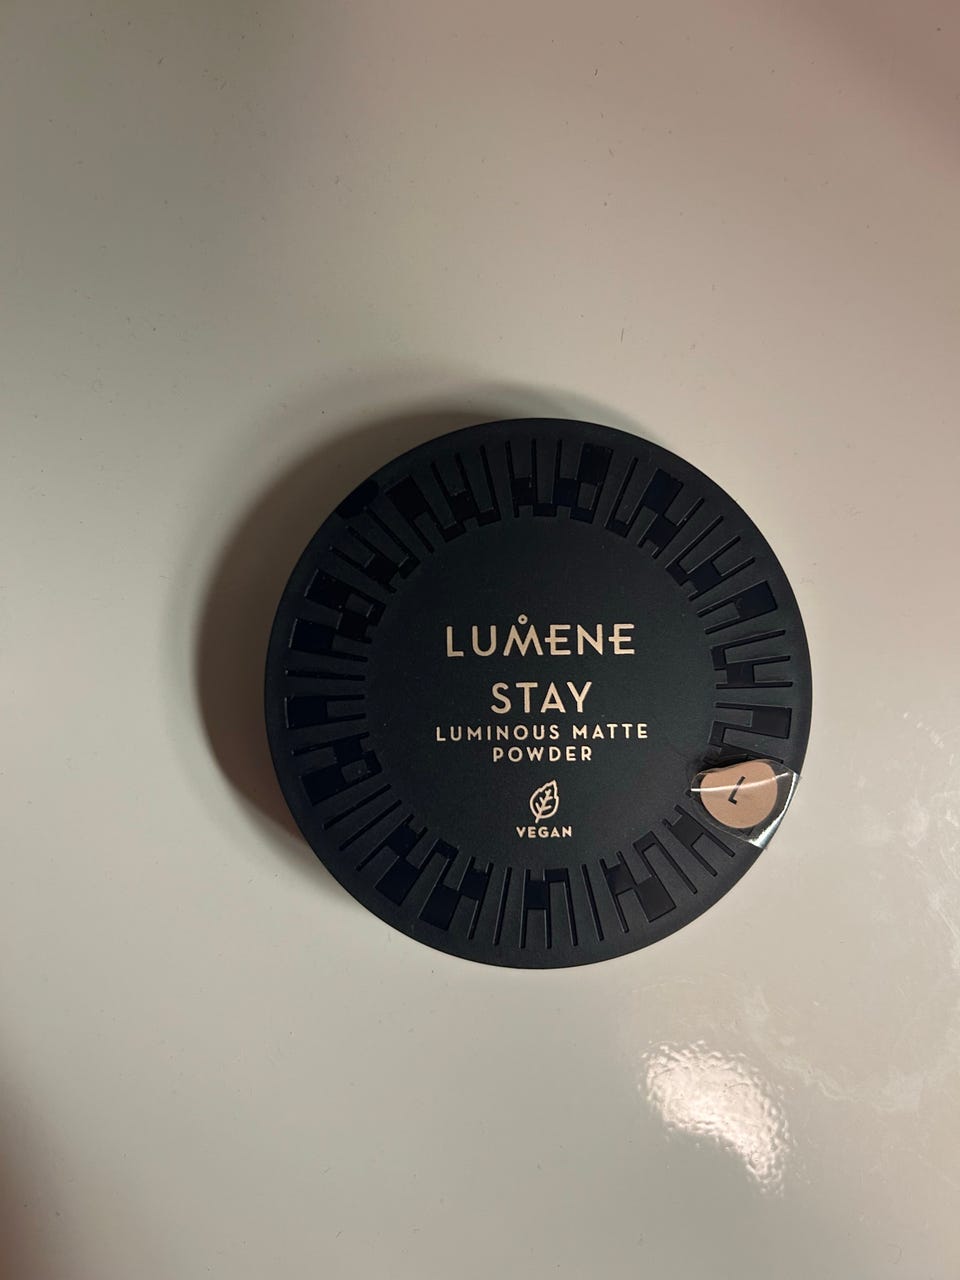 LUMENE
STAY
LUMINOUS MATTE
POWDER
VEGAN